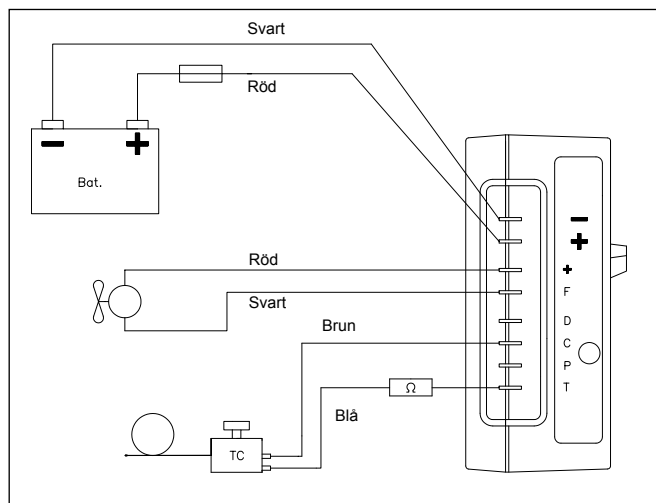 Svart
Röd
− +
Bat.
−
+
Röd
+
F
Svart
D
Brun
C
P
Ω
T
Blå
TC